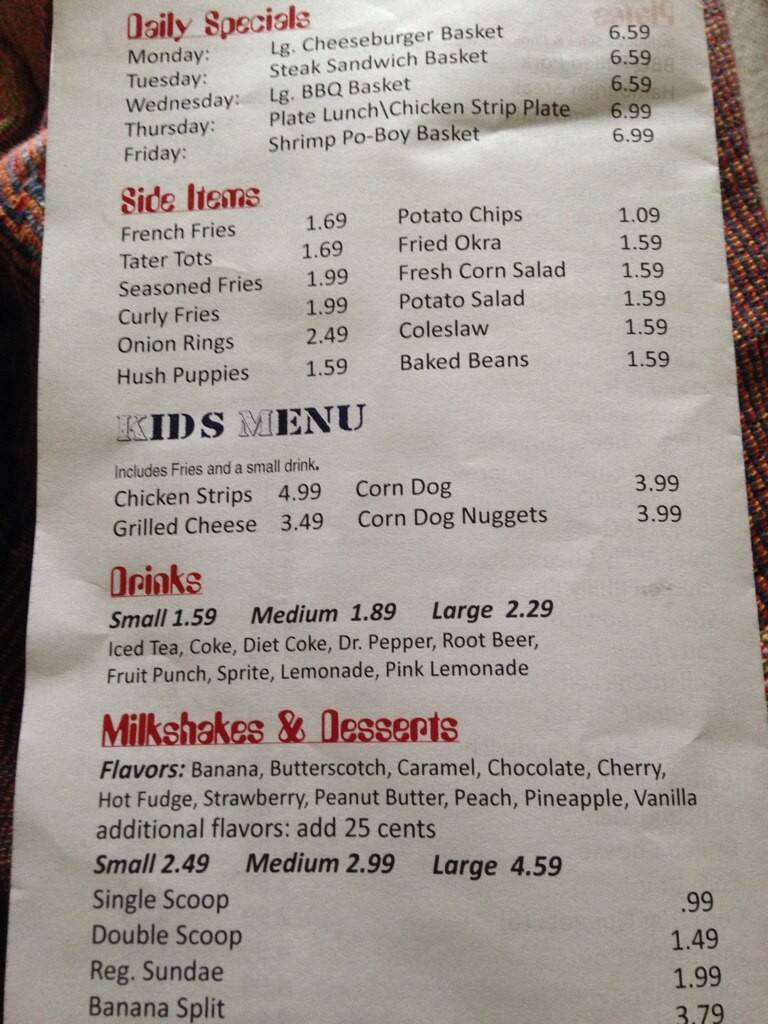 Daily Specials
Monday: Lg. Cheeseburger Basket 6.59
Tuesday: Steak Sandwich Basket 6.59
Wednesday: Lg. BBQ Basket 6.59
Thursday: Plate Lunch\Chicken Strip Plate 6.99
Friday: Shrimp Po-Boy Basket 6.99
Side Items
French Fries 1.69 Potato Chips 1.09
Tater Tots 1.69 Fried Okra 1.59
Seasoned Fries 1.99 Fresh Corn Salad 1.59
Curly Fries 1.99 Potato Salad 1.59
Onion Rings 2.49 Coleslaw 1.59
Hush Puppies 1.59 Baked Beans 1.59
KIDS MENU
Includes Fries and a small drink.
Chicken Strips 4.99 Corn Dog 3.99
Grilled Cheese 3.49 Corn Dog Nuggets 3.99
Drinks
Small 1.59 Medium 1.89 Large 2.29
Iced Tea, Coke, Diet Coke, Dr. Pepper, Root Beer,
Fruit Punch, Sprite, Lemonade, Pink Lemonade
Milkshakes & Desserts
Flavors: Banana, Butterscotch, Caramel, Chocolate, Cherry,
Hot Fudge, Strawberry, Peanut Butter, Peach, Pineapple, Vanilla
additional flavors: add 25 cents
Small 2.49 Medium 2.99 Large 4.59
Single Scoop .99
Double Scoop 1.49
Reg. Sundae 1.99
Banana Split 3.79